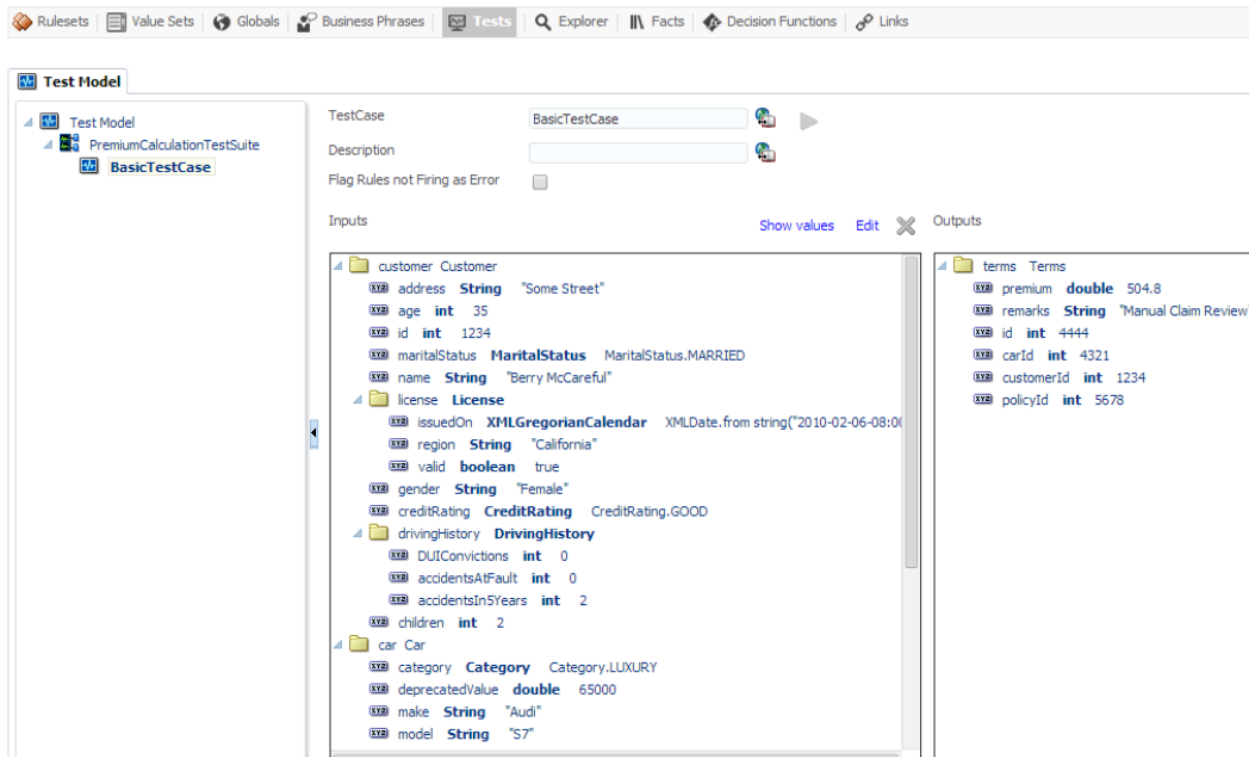 Rulesets Value Sets Globals Business Phrases Tests Explorer Facts Decision Functions Links
Test Model
Test Model
PremiumCalculationTestSuite
BasicTestCase
TestCase BasicTestCase
Description
Flag Rules not Firing as Error
Inputs Show values Edit
customer Customer
address String "Some Street"
age int 35
id int 1234
maritalStatus MaritalStatus MaritalStatus.MARRIED
name String "Berry McCareful"
license License
issuedOn XMLGregorianCalendar XMLDate.from string("2010-02-06-08:00
region String "California"
valid boolean true
gender String "Female"
creditRating CreditRating CreditRating.GOOD
drivingHistory DrivingHistory
DUIConvictions int 0
accidentsAtFault int 0
accidentsIn5Years int 2
children int 2
car Car
category Category Category.LUXURY
deprecatedValue double 65000
make String "Audi"
model String "S7"
Outputs
terms Terms
premium double 504.8
remarks String "Manual Claim Review"
id int 4444
carId int 4321
customerId int 1234
policyId int 5678